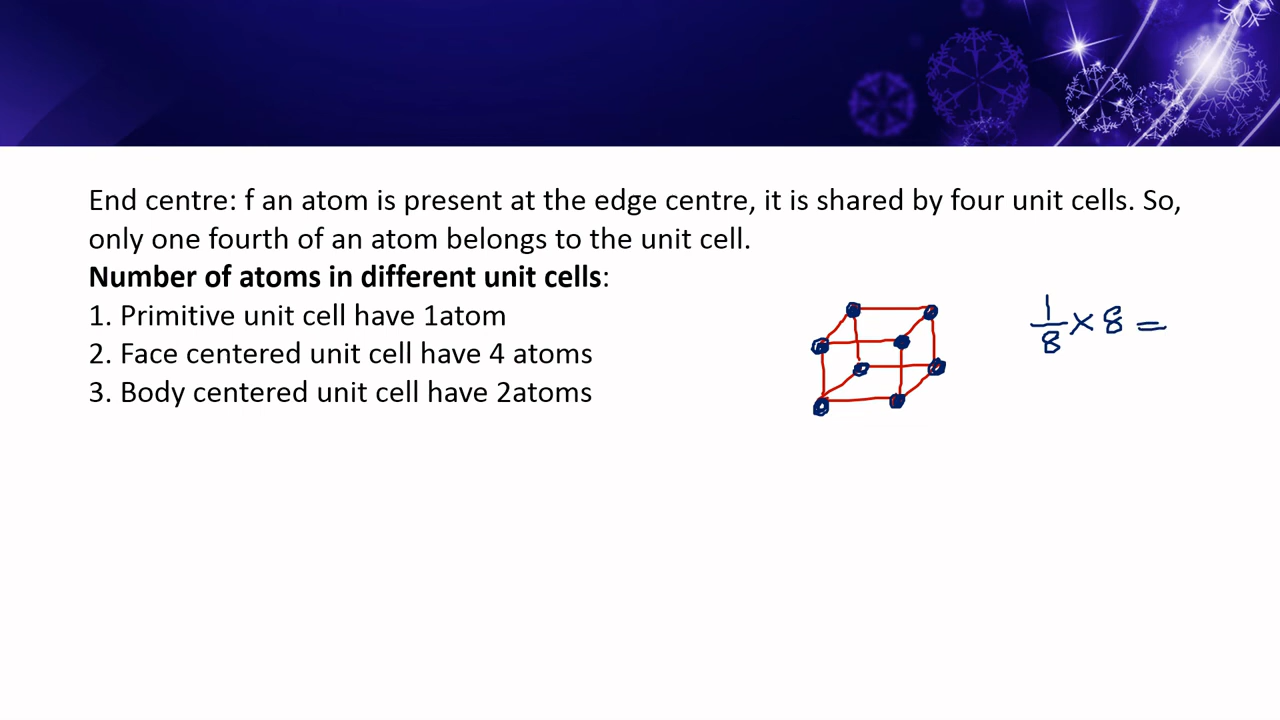 End centre: f an atom is present at the edge centre, it is shared by four unit cells. So,
only one fourth of an atom belongs to the unit cell.
Number of atoms in different unit cells:
1. Primitive unit cell have 1atom
2. Face centered unit cell have 4 atoms
3. Body centered unit cell have 2atoms
1/8 × 8 =